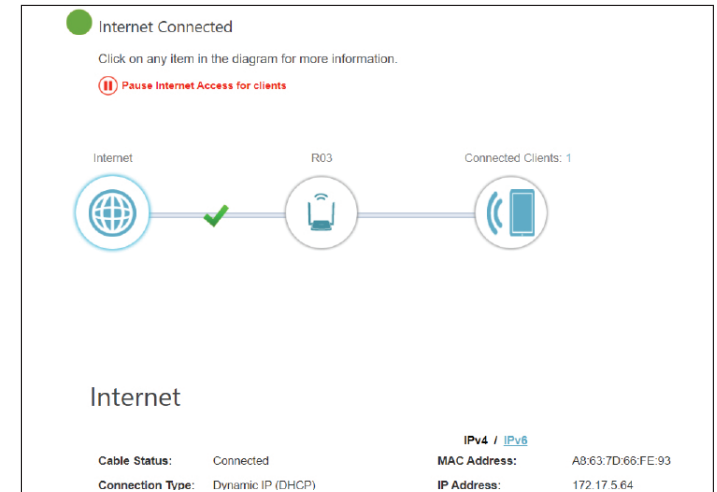 Internet Connected
Click on any item in the diagram for more information.
Pause Internet Access for clients
Internet R03 Connected Clients: 1
Internet
IPv4 / IPv6
Cable Status: Connected MAC Address: A8:63:7D:66:FE:93
Connection Type: Dynamic IP (DHCP) IP Address: 172.17.5.64